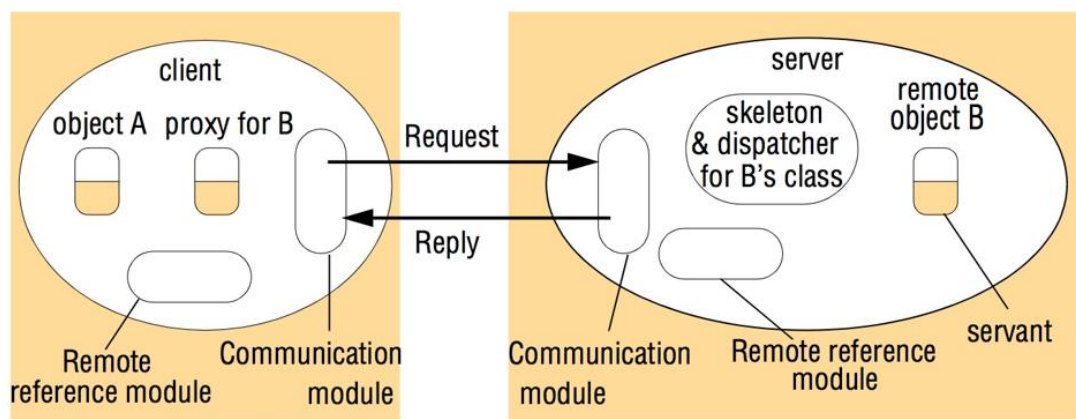 client
object A
proxy for B
Request
Reply
Remote
reference module
Communication
module
server
skeleton
& dispatcher
for B's class
remote
object B
Communication
module
Remote reference
module
servant